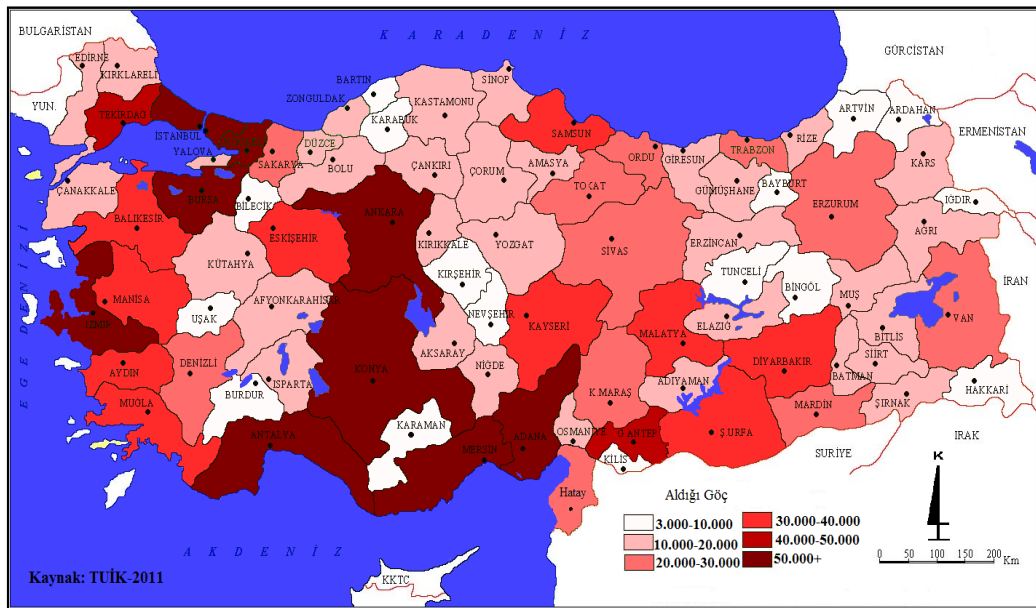 K A R A D E N İ Z
BULGARİSTAN
GÜRCİSTAN
EDİRNE
KIRKLARELİ
SİNOP
BARTIN
ZONGULDAK
KASTAMONU
ARTVİN
ARDAHAN
YUN.
TEKİRDAĞ
İSTANBUL
KARABÜK
SAMSUN
RİZE
ERMENİSTAN
YALOVA
SAKARYA
DÜZCE
BOLU
ÇANKIRI
ÇORUM
AMASYA
ORDU
GİRESUN
TRABZON
KARS
ÇANAKKALE
BURSA
BİLECİK
TOCAT
GÜMÜŞHANE
BAYBURT
ERZURUM
IGDIR
BALIKESİR
ESKİŞEHİR
ANKARA
KIRIKKALE
YOZGAT
SİVAS
ERZİNCAN
AGRI
KÜTAHYA
KIRŞEHİR
TUNCELİ
BİNGÖL
MUŞ
İRAN
EGE DENİZİ
MANİSA
UŞAK
AFYONKARAHİSAR
NEVŞEHİR
KAYSERİ
MALATYA
ELAZIĞ
BİTLİS
VAN
İZMİR
AKSARAY
DİYARBAKIR
SİİRT
BATMAN
AYDIN
DENİZLİ
ISPARTA
BURDUR
KONYA
NİĞDE
K.MARAŞ
ADIYAMAN
ŞIRNAK
HAKKARİ
MUĞLA
KARAMAN
MARDİN
ANTALYA
MERSİN
ADANA
OSMANİYE
G.ANTEP
Ş.URFA
SURİYE
IRAK
KİLİS
Hatay
K
Aldığı Göç
3.000-10.000
10.000-20.000
20.000-30.000
30.000-40.000
40.000-50.000
50.000+
0 50 100 150 200
Km
A K D E N İ Z
KKTC
Kaynak: TUİK-2011